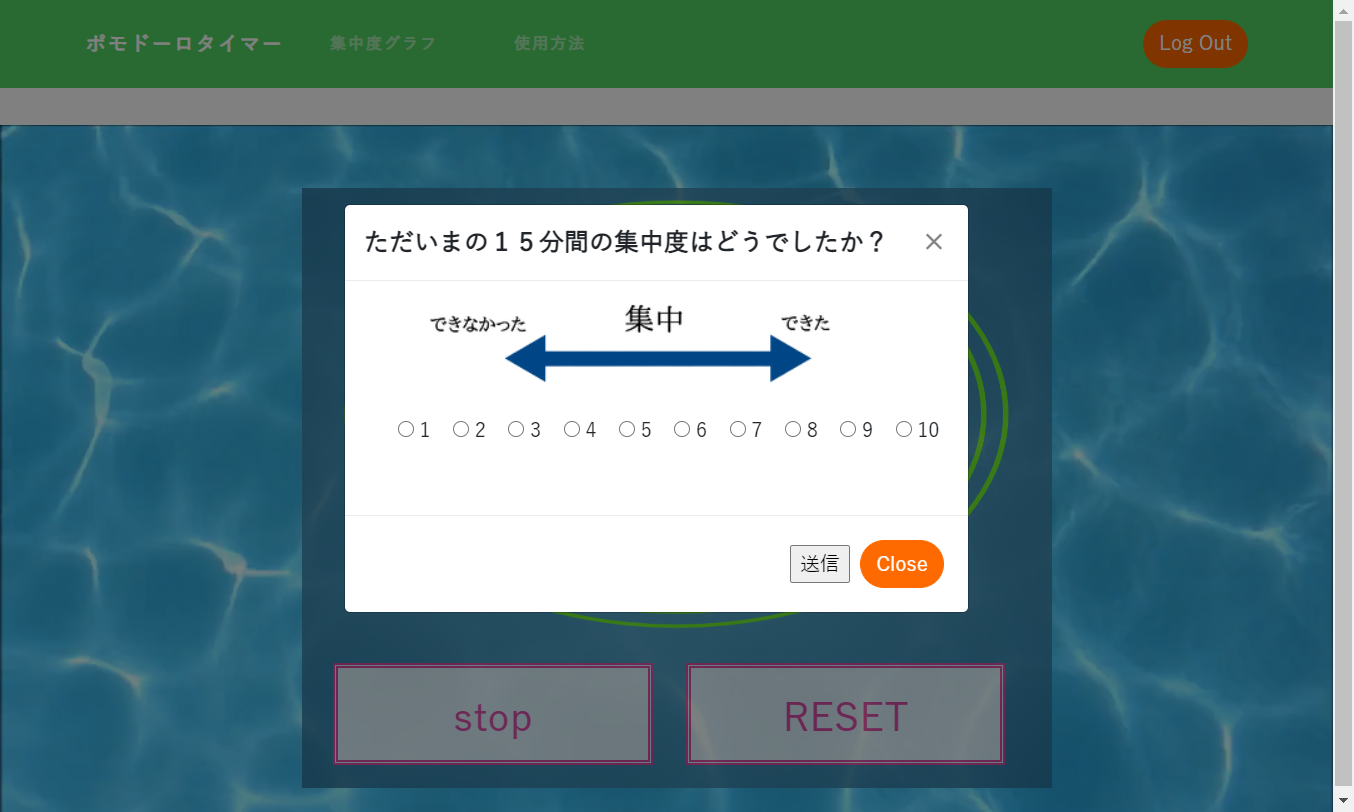 ポモドーロタイマー 集中度グラフ 使用方法 Log Out
ただいまの１５分間の集中度はどうでしたか？ ×
できなかった 集中 できた
1 2 3 4 5 6 7 8 9 10
送信 Close
stop RESET